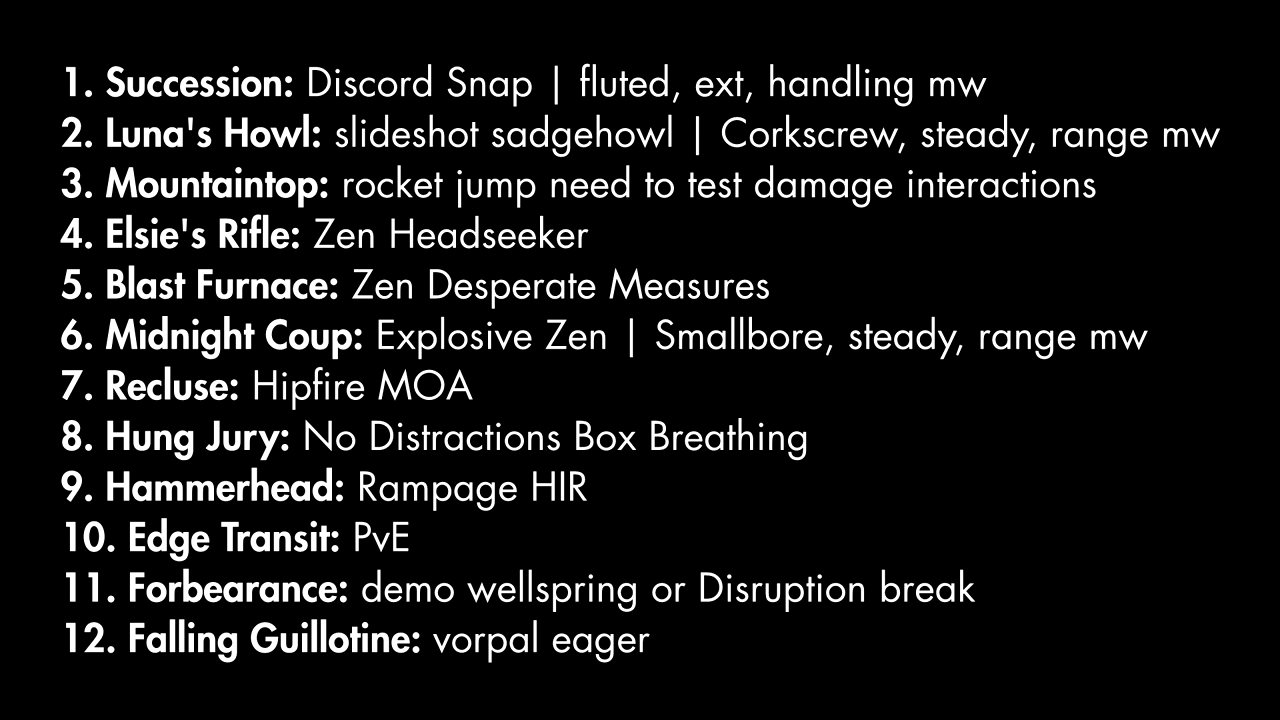 1. Succession: Discord Snap | fluted, ext, handling mw
2. Luna's Howl: slideshot sadgehowl | Corkscrew, steady, range mw
3. Mountaintop: rocket jump need to test damage interactions
4. Elsie's Rifle: Zen Headseeker
5. Blast Furnace: Zen Desperate Measures
6. Midnight Coup: Explosive Zen | Smallbore, steady, range mw
7. Recluse: Hipfire MOA
8. Hung Jury: No Distractions Box Breathing
9. Hammerhead: Rampage HIR
10. Edge Transit: PvE
11. Forbearance: demo wellspring or Disruption break
12. Falling Guillotine: vorpal eager